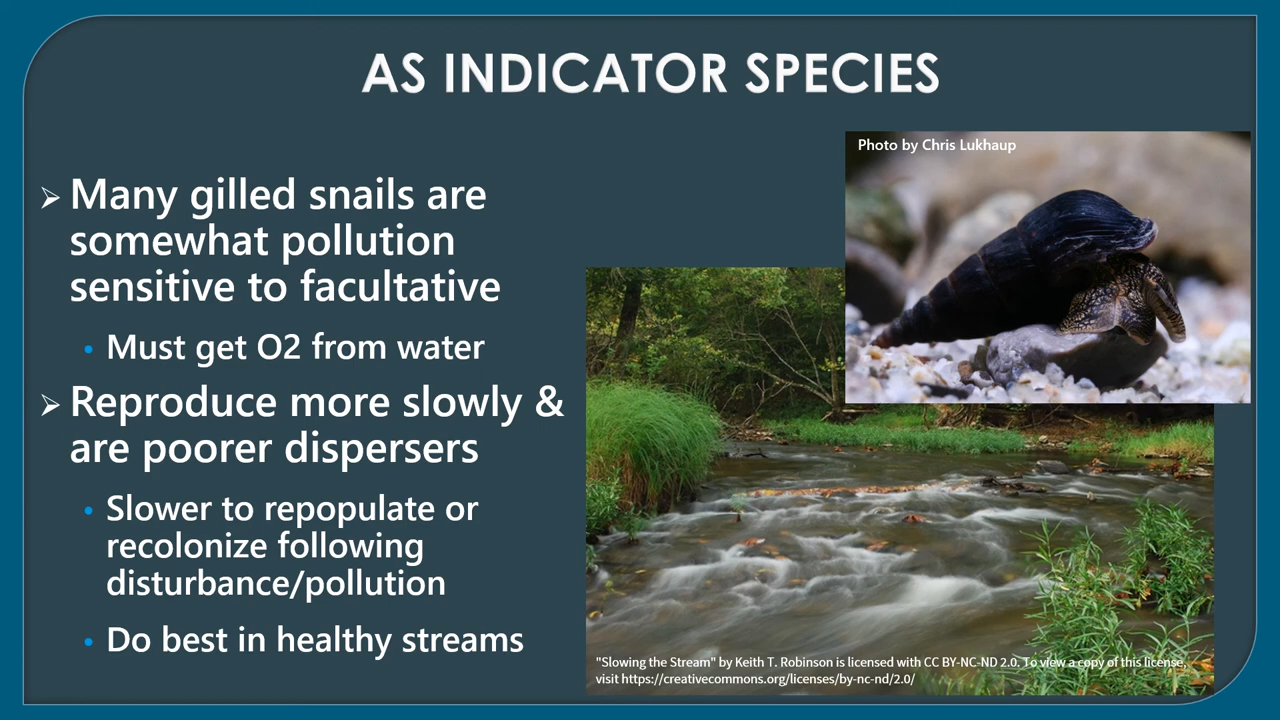 AS INDICATOR SPECIES
Photo by Chris Lukhaup
➢ Many gilled snails are
somewhat pollution
sensitive to facultative
• Must get O2 from water
➢ Reproduce more slowly &
are poorer dispersers
• Slower to repopulate or
recolonize following
disturbance/pollution
• Do best in healthy streams
"Slowing the Stream" by Keith T. Robinson is licensed with CC BY-NC-ND 2.0. To view a copy of this license,
visit https://creativecommons.org/licenses/by-nc-nd/2.0/